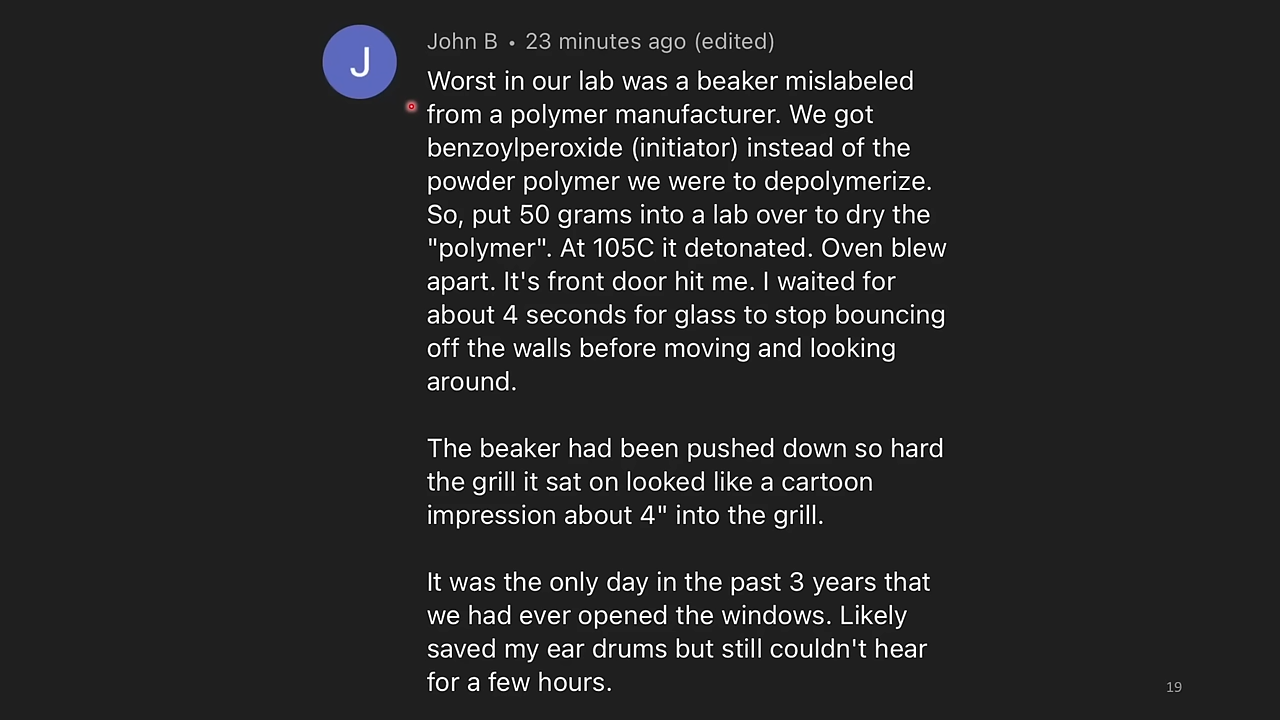 J
John B • 23 minutes ago (edited)
Worst in our lab was a beaker mislabeled
from a polymer manufacturer. We got
benzoylperoxide (initiator) instead of the
powder polymer we were to depolymerize.
So, put 50 grams into a lab over to dry the
"polymer". At 105C it detonated. Oven blew
apart. It's front door hit me. I waited for
about 4 seconds for glass to stop bouncing
off the walls before moving and looking
around.
The beaker had been pushed down so hard
the grill it sat on looked like a cartoon
impression about 4" into the grill.
It was the only day in the past 3 years that
we had ever opened the windows. Likely
saved my ear drums but still couldn't hear
for a few hours.
19